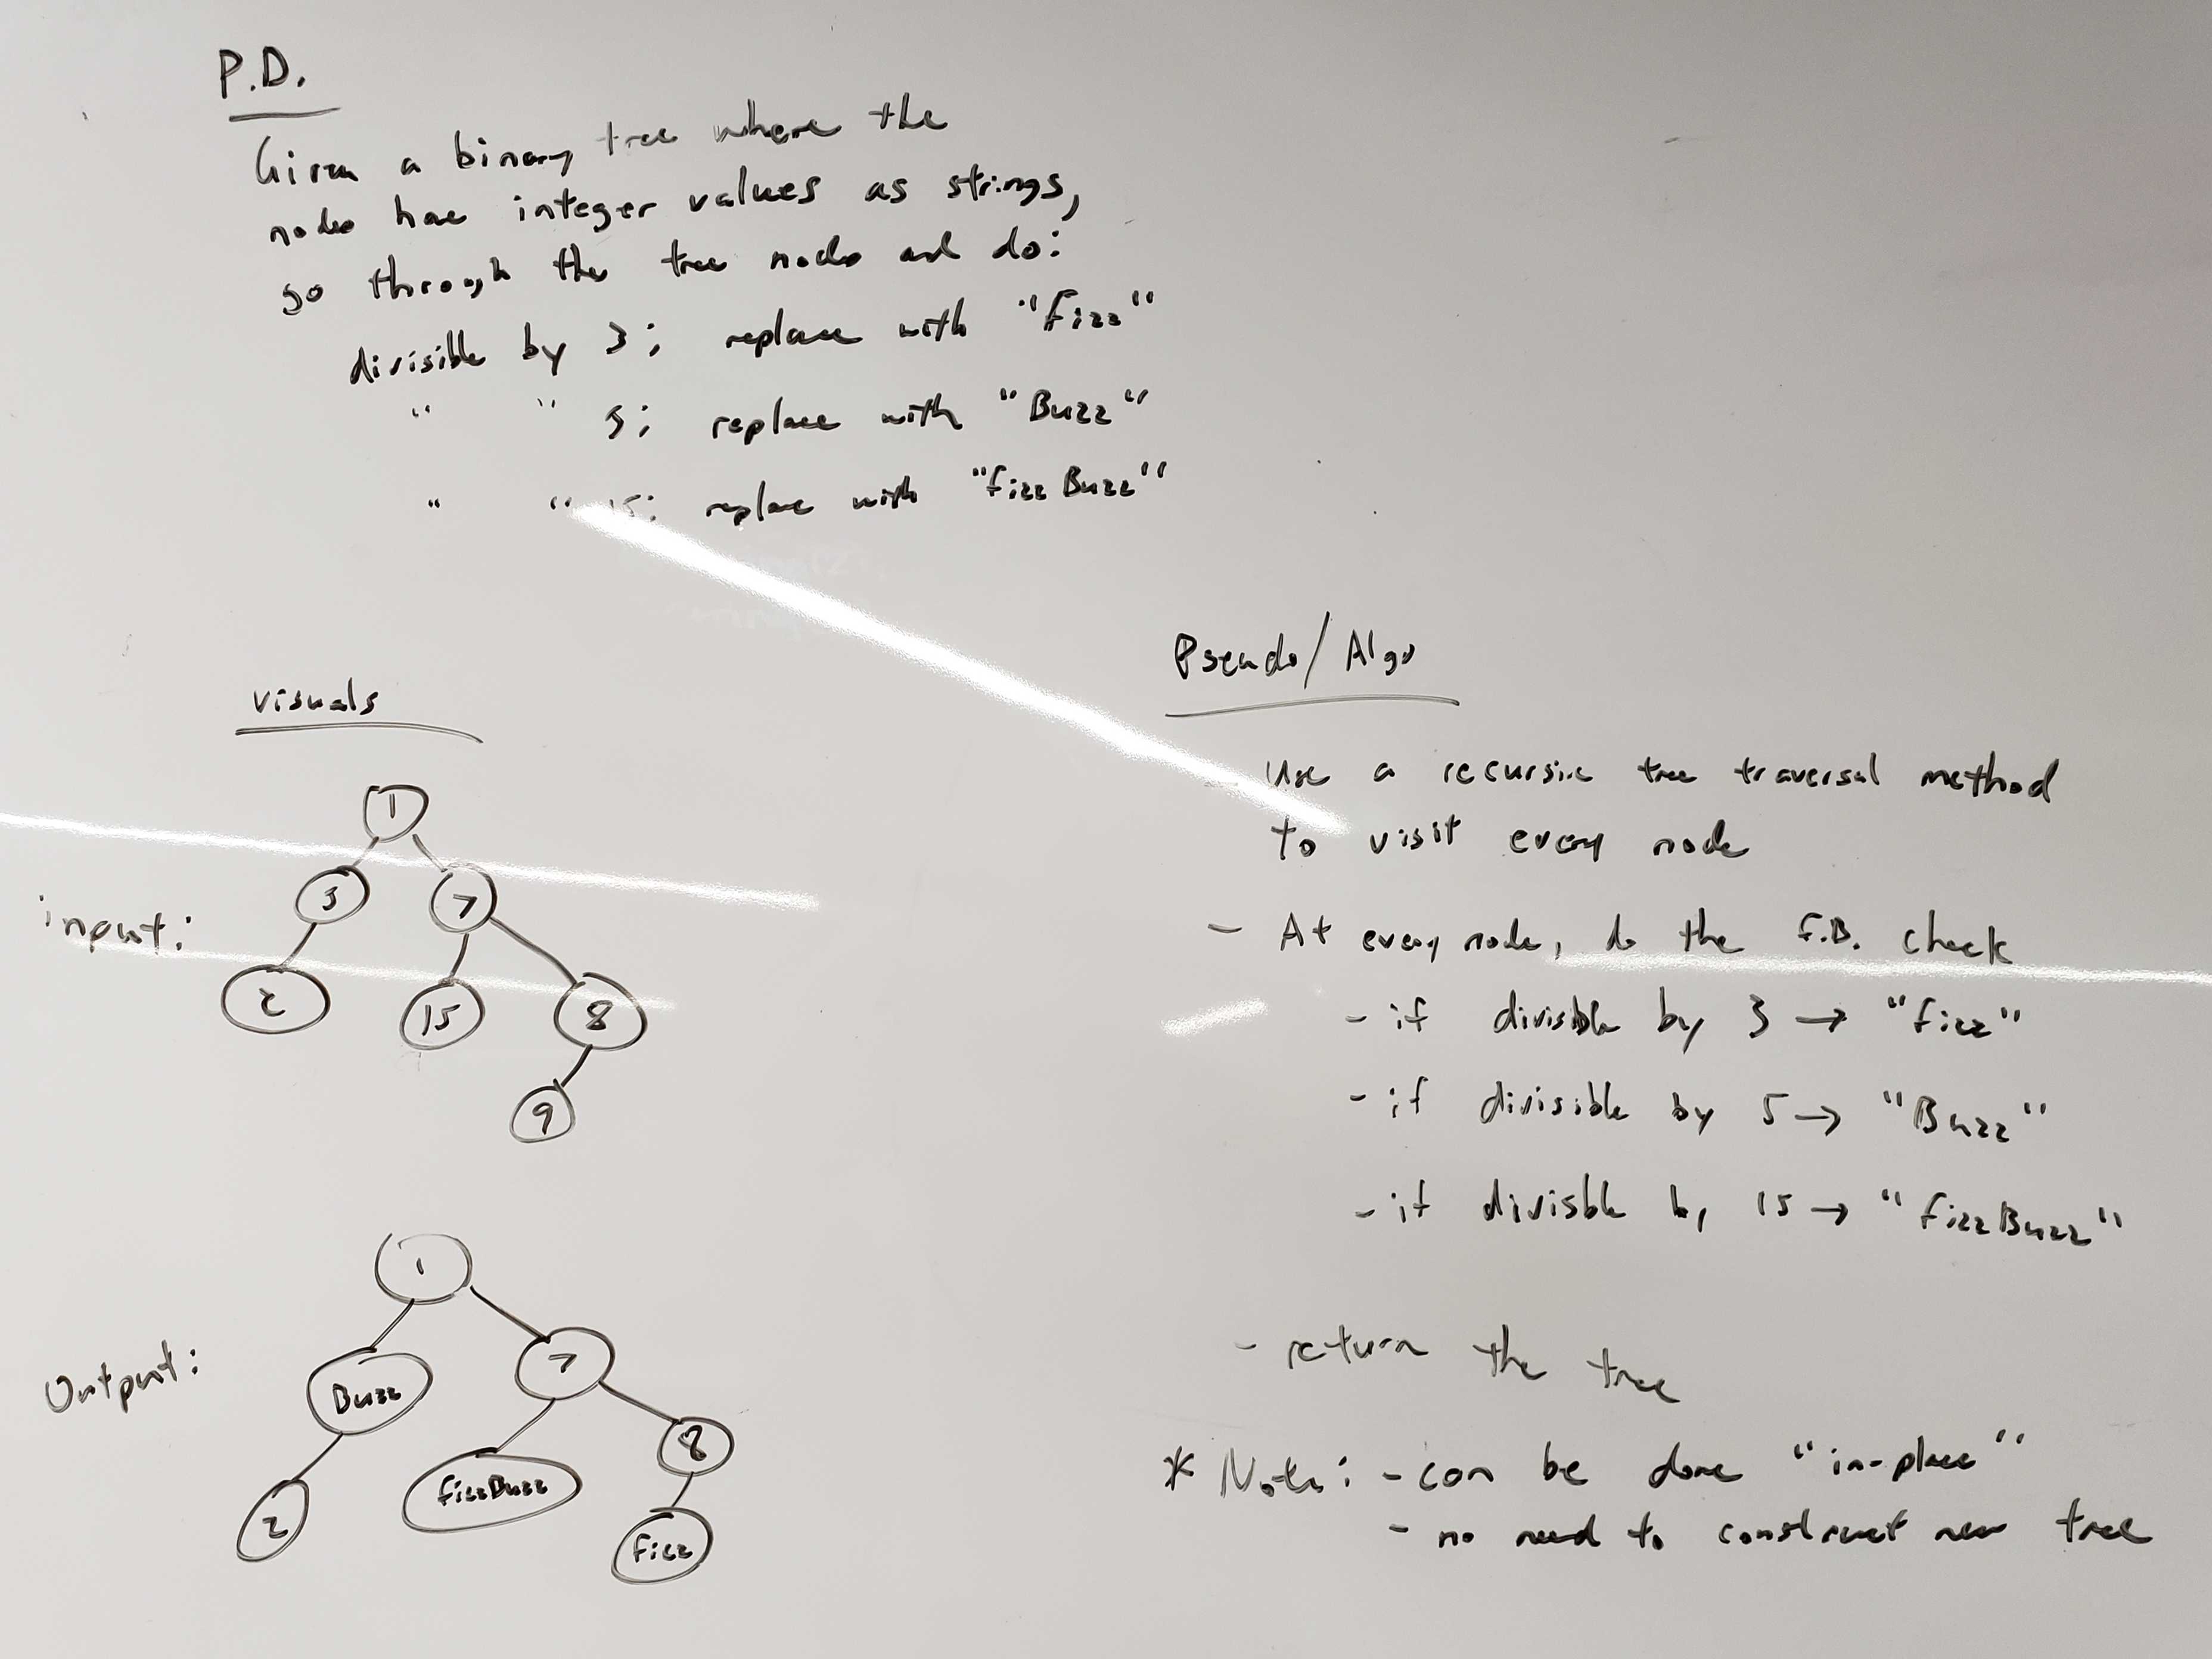 P.D.
Given a binary tree where the
nodes have integer values as strings,
go through the tree nodes and do:
divisible by 3; replace with "Fizz"
" " 5; replace with "Buzz"
" " 15; replace with "FizzBuzz"
visuals
input:
1
5 7
2 15 8
9
Output:
1
Buzz 7
2 FizzBuzz 8
Fizz
Pseudo/Algo
- Use a recursive tree traversal method
to visit every node
- At every node, do the F.B. check
- if divisible by 3 → "Fizz"
- if divisible by 5 → "Buzz"
- if divisble by 15 → "FizzBuzz"
- return the tree
* Note: - can be done "in-place"
- no need to construct new tree